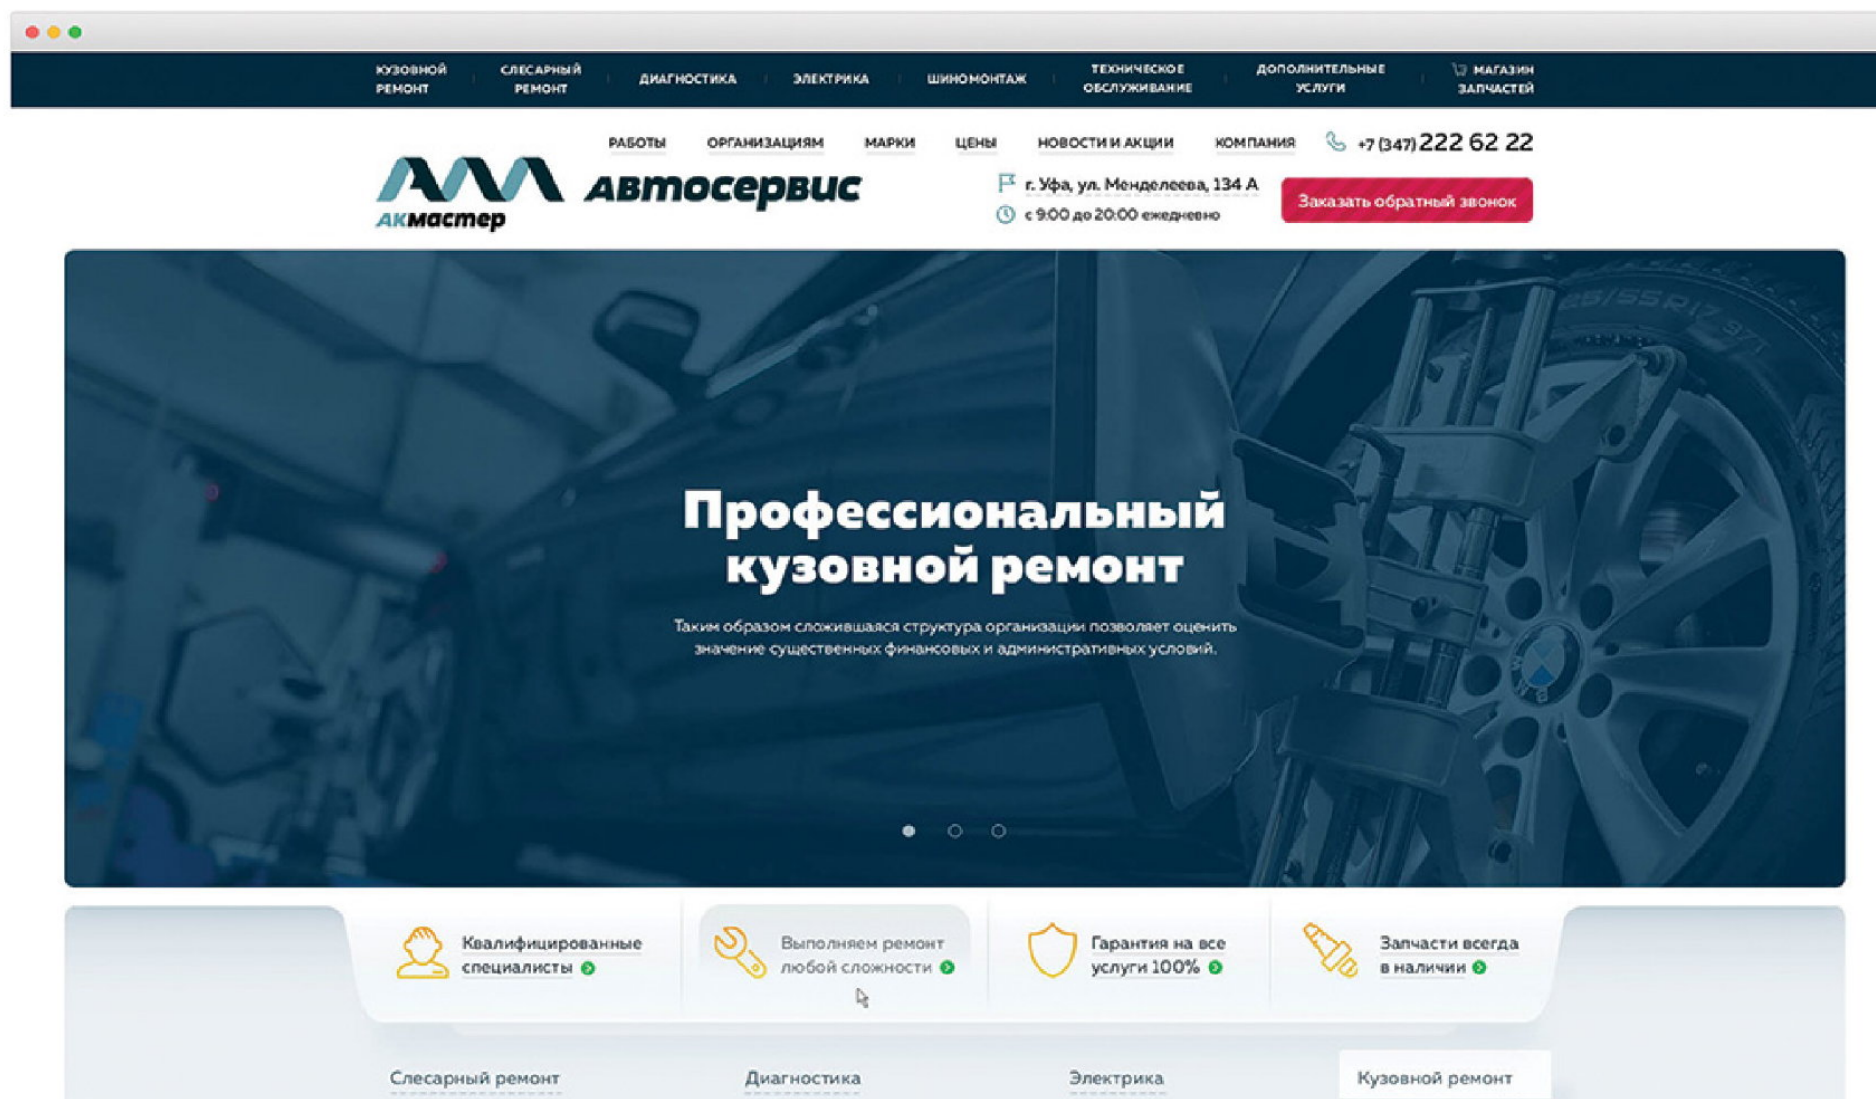 КУЗОВНОЙ
РЕМОНТ
СЛЕСАРНЫЙ
РЕМОНТ
ДИАГНОСТИКА
ЭЛЕКТРИКА
ШИНОМОНТАЖ
ТЕХНИЧЕСКОЕ
ОБСЛУЖИВАНИЕ
ДОПОЛНИТЕЛЬНЫЕ
УСЛУГИ
МАГАЗИН
ЗАПЧАСТЕЙ
РАБОТЫ
ОРГАНИЗАЦИЯМ
МАРКИ
ЦЕНЫ
НОВОСТИ И АКЦИИ
КОМПАНИЯ
+7 (347) 222 62 22
АКмастер
АВтосервис
г. Уфа, ул. Менделеева, 134 А
с 9:00 до 20:00 ежедневно
Заказать обратный звонок
Профессиональный
кузовной ремонт
Таким образом сложившаяся структура организации позволяет оценить
значение существенных финансовых и административных условий.
BMW
Квалифицированные
специалисты
Выполняем ремонт
любой сложности
Гарантия на все
услуги 100%
Запчасти всегда
в наличии
Слесарный ремонт
Диагностика
Электрика
Кузовной ремонт